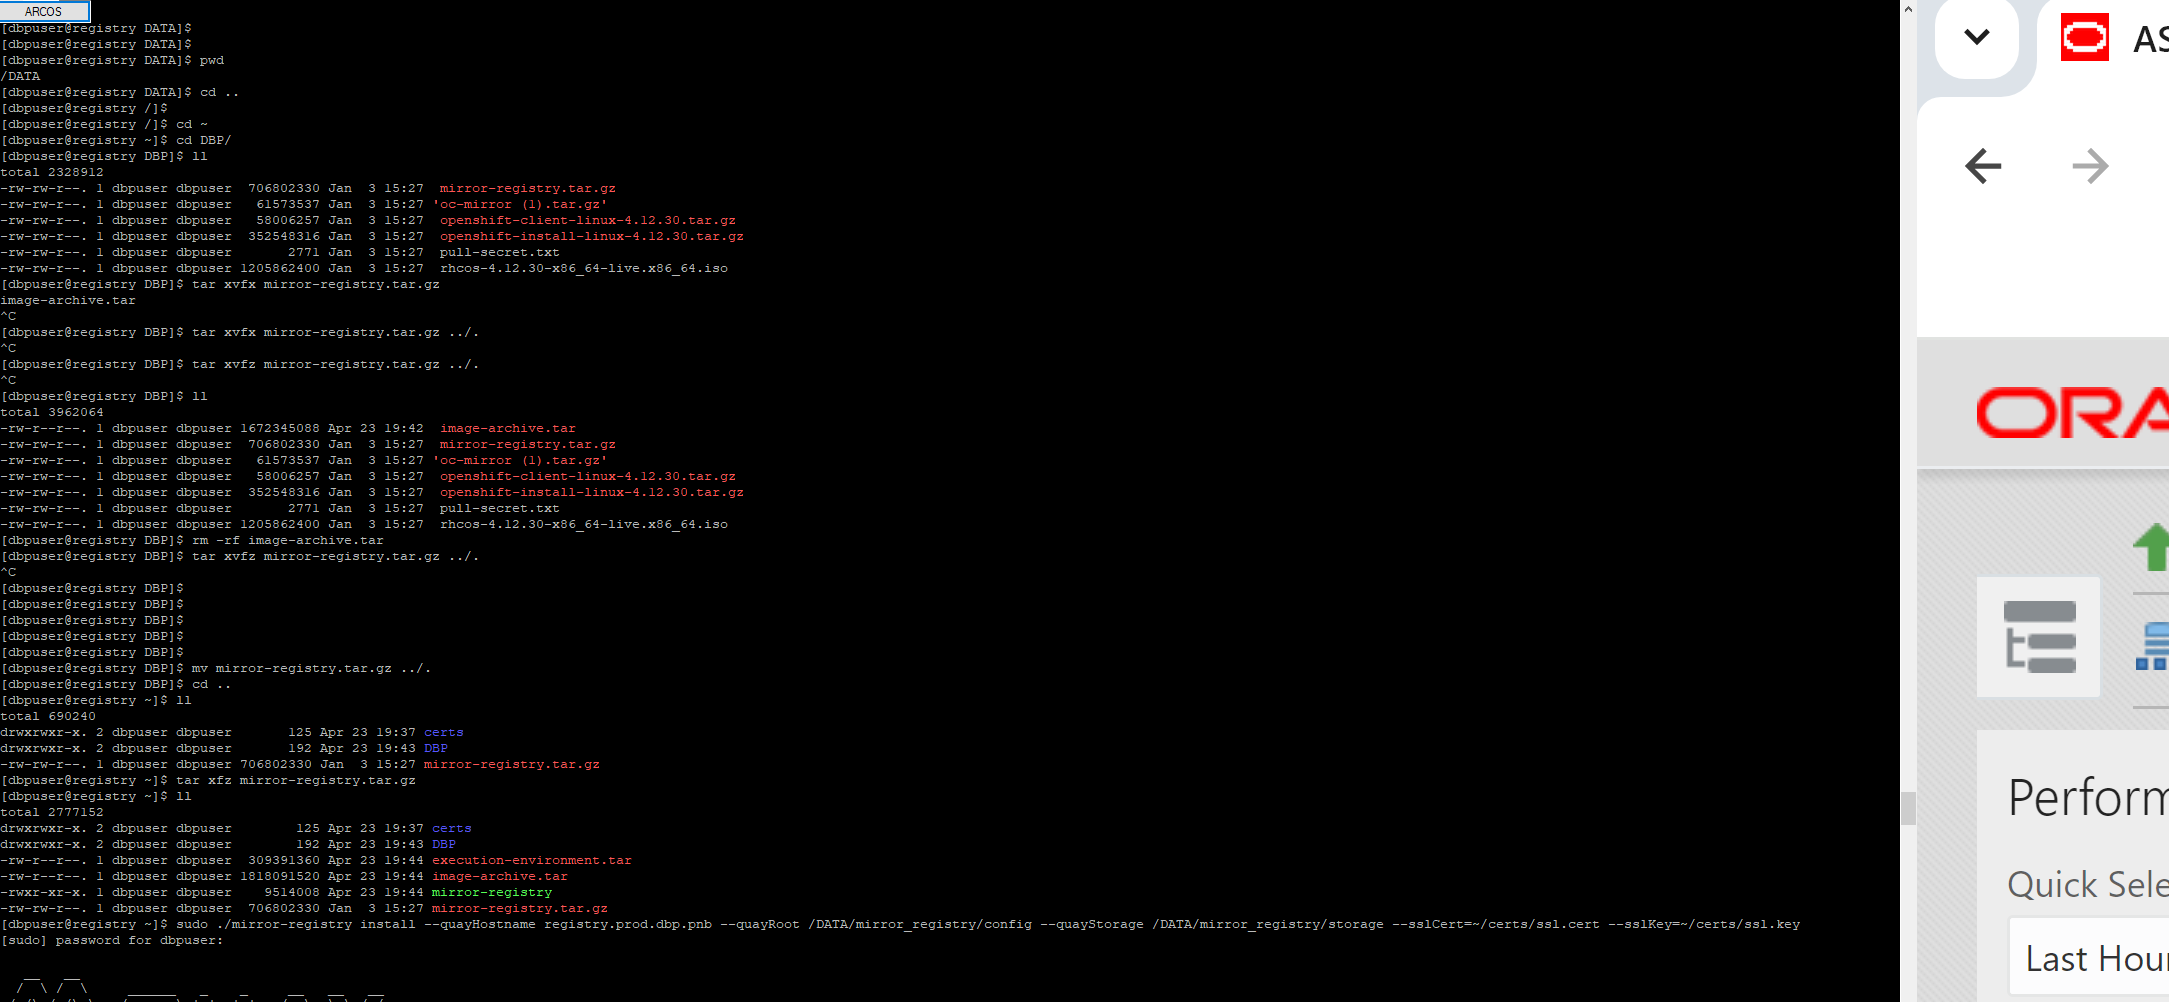 ARCOS
[dbpuser@registry DATA]$
[dbpuser@registry DATA]$
[dbpuser@registry DATA]$ pwd
/DATA
[dbpuser@registry DATA]$ cd ..
[dbpuser@registry /]$
[dbpuser@registry /]$ cd ~
[dbpuser@registry ~]$ cd DBP/
[dbpuser@registry DBP]$ ll
total 2328912
-rw-rw-r--. 1 dbpuser dbpuser  706802330 Jan  3 15:27  mirror-registry.tar.gz
-rw-rw-r--. 1 dbpuser dbpuser   61573537 Jan  3 15:27 'oc-mirror (1).tar.gz'
-rw-rw-r--. 1 dbpuser dbpuser   58006257 Jan  3 15:27  openshift-client-linux-4.12.30.tar.gz
-rw-rw-r--. 1 dbpuser dbpuser  352548316 Jan  3 15:27  openshift-install-linux-4.12.30.tar.gz
-rw-rw-r--. 1 dbpuser dbpuser       2771 Jan  3 15:27  pull-secret.txt
-rw-rw-r--. 1 dbpuser dbpuser 1205862400 Jan  3 15:27  rhcos-4.12.30-x86_64-live.x86_64.iso
[dbpuser@registry DBP]$ tar xvfx mirror-registry.tar.gz
image-archive.tar
^C
[dbpuser@registry DBP]$ tar xvfx mirror-registry.tar.gz ../.
^C
[dbpuser@registry DBP]$ tar xvfz mirror-registry.tar.gz ../.
^C
[dbpuser@registry DBP]$ ll
total 3962064
-rw-r--r--. 1 dbpuser dbpuser 1672345088 Apr 23 19:42  image-archive.tar
-rw-rw-r--. 1 dbpuser dbpuser  706802330 Jan  3 15:27  mirror-registry.tar.gz
-rw-rw-r--. 1 dbpuser dbpuser   61573537 Jan  3 15:27 'oc-mirror (1).tar.gz'
-rw-rw-r--. 1 dbpuser dbpuser   58006257 Jan  3 15:27  openshift-client-linux-4.12.30.tar.gz
-rw-rw-r--. 1 dbpuser dbpuser  352548316 Jan  3 15:27  openshift-install-linux-4.12.30.tar.gz
-rw-rw-r--. 1 dbpuser dbpuser       2771 Jan  3 15:27  pull-secret.txt
-rw-rw-r--. 1 dbpuser dbpuser 1205862400 Jan  3 15:27  rhcos-4.12.30-x86_64-live.x86_64.iso
[dbpuser@registry DBP]$ rm -rf image-archive.tar
[dbpuser@registry DBP]$ tar xvfz mirror-registry.tar.gz ../.
^C
[dbpuser@registry DBP]$
[dbpuser@registry DBP]$
[dbpuser@registry DBP]$
[dbpuser@registry DBP]$
[dbpuser@registry DBP]$
[dbpuser@registry DBP]$ mv mirror-registry.tar.gz ../.
[dbpuser@registry DBP]$ cd ..
[dbpuser@registry ~]$ ll
total 690240
drwxrwxr-x. 2 dbpuser dbpuser       125 Apr 23 19:37 certs
drwxrwxr-x. 2 dbpuser dbpuser       192 Apr 23 19:43 DBP
-rw-rw-r--. 1 dbpuser dbpuser 706802330 Jan  3 15:27 mirror-registry.tar.gz
[dbpuser@registry ~]$ tar xfz mirror-registry.tar.gz
[dbpuser@registry ~]$ ll
total 2777152
drwxrwxr-x. 2 dbpuser dbpuser        125 Apr 23 19:37 certs
drwxrwxr-x. 2 dbpuser dbpuser        192 Apr 23 19:43 DBP
-rw-r--r--. 1 dbpuser dbpuser  309391360 Apr 23 19:44 execution-environment.tar
-rw-r--r--. 1 dbpuser dbpuser 1818091520 Apr 23 19:44 image-archive.tar
-rwxr-xr-x. 1 dbpuser dbpuser    9514008 Apr 23 19:44 mirror-registry
-rw-rw-r--. 1 dbpuser dbpuser  706802330 Jan  3 15:27 mirror-registry.tar.gz
[dbpuser@registry ~]$ sudo ./mirror-registry install --quayHostname registry.prod.dbp.pnb --quayRoot /DATA/mirror_registry/config --quayStorage /DATA/mirror_registry/storage --sslCert=~/certs/ssl.cert --sslKey=~/certs/ssl.key
[sudo] password for dbpuser:
AS
ORA
Perform
Quick Sele
Last Hou